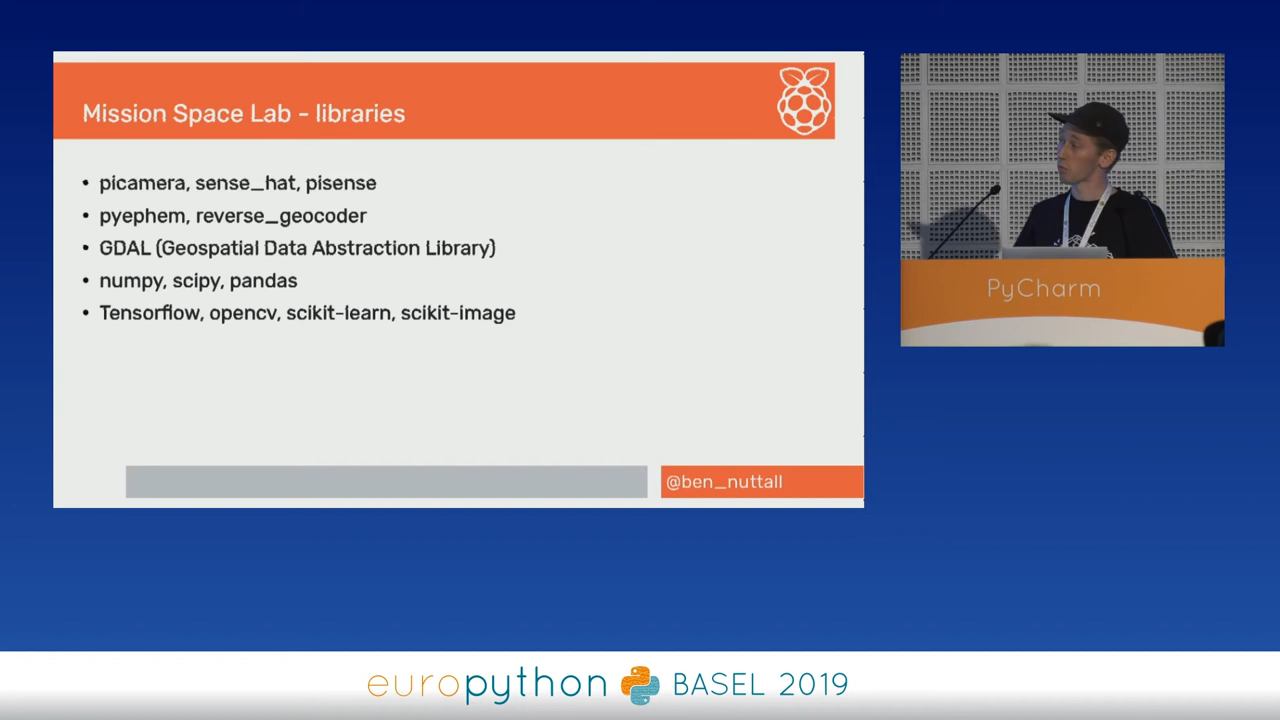 Mission Space Lab - libraries
• picamera, sense_hat, pisense
• pyephem, reverse_geocoder
• GDAL (Geospatial Data Abstraction Library)
• numpy, scipy, pandas
• Tensorflow, opencv, scikit-learn, scikit-image
@ben_nuttall
PyCharm
europython BASEL 2019